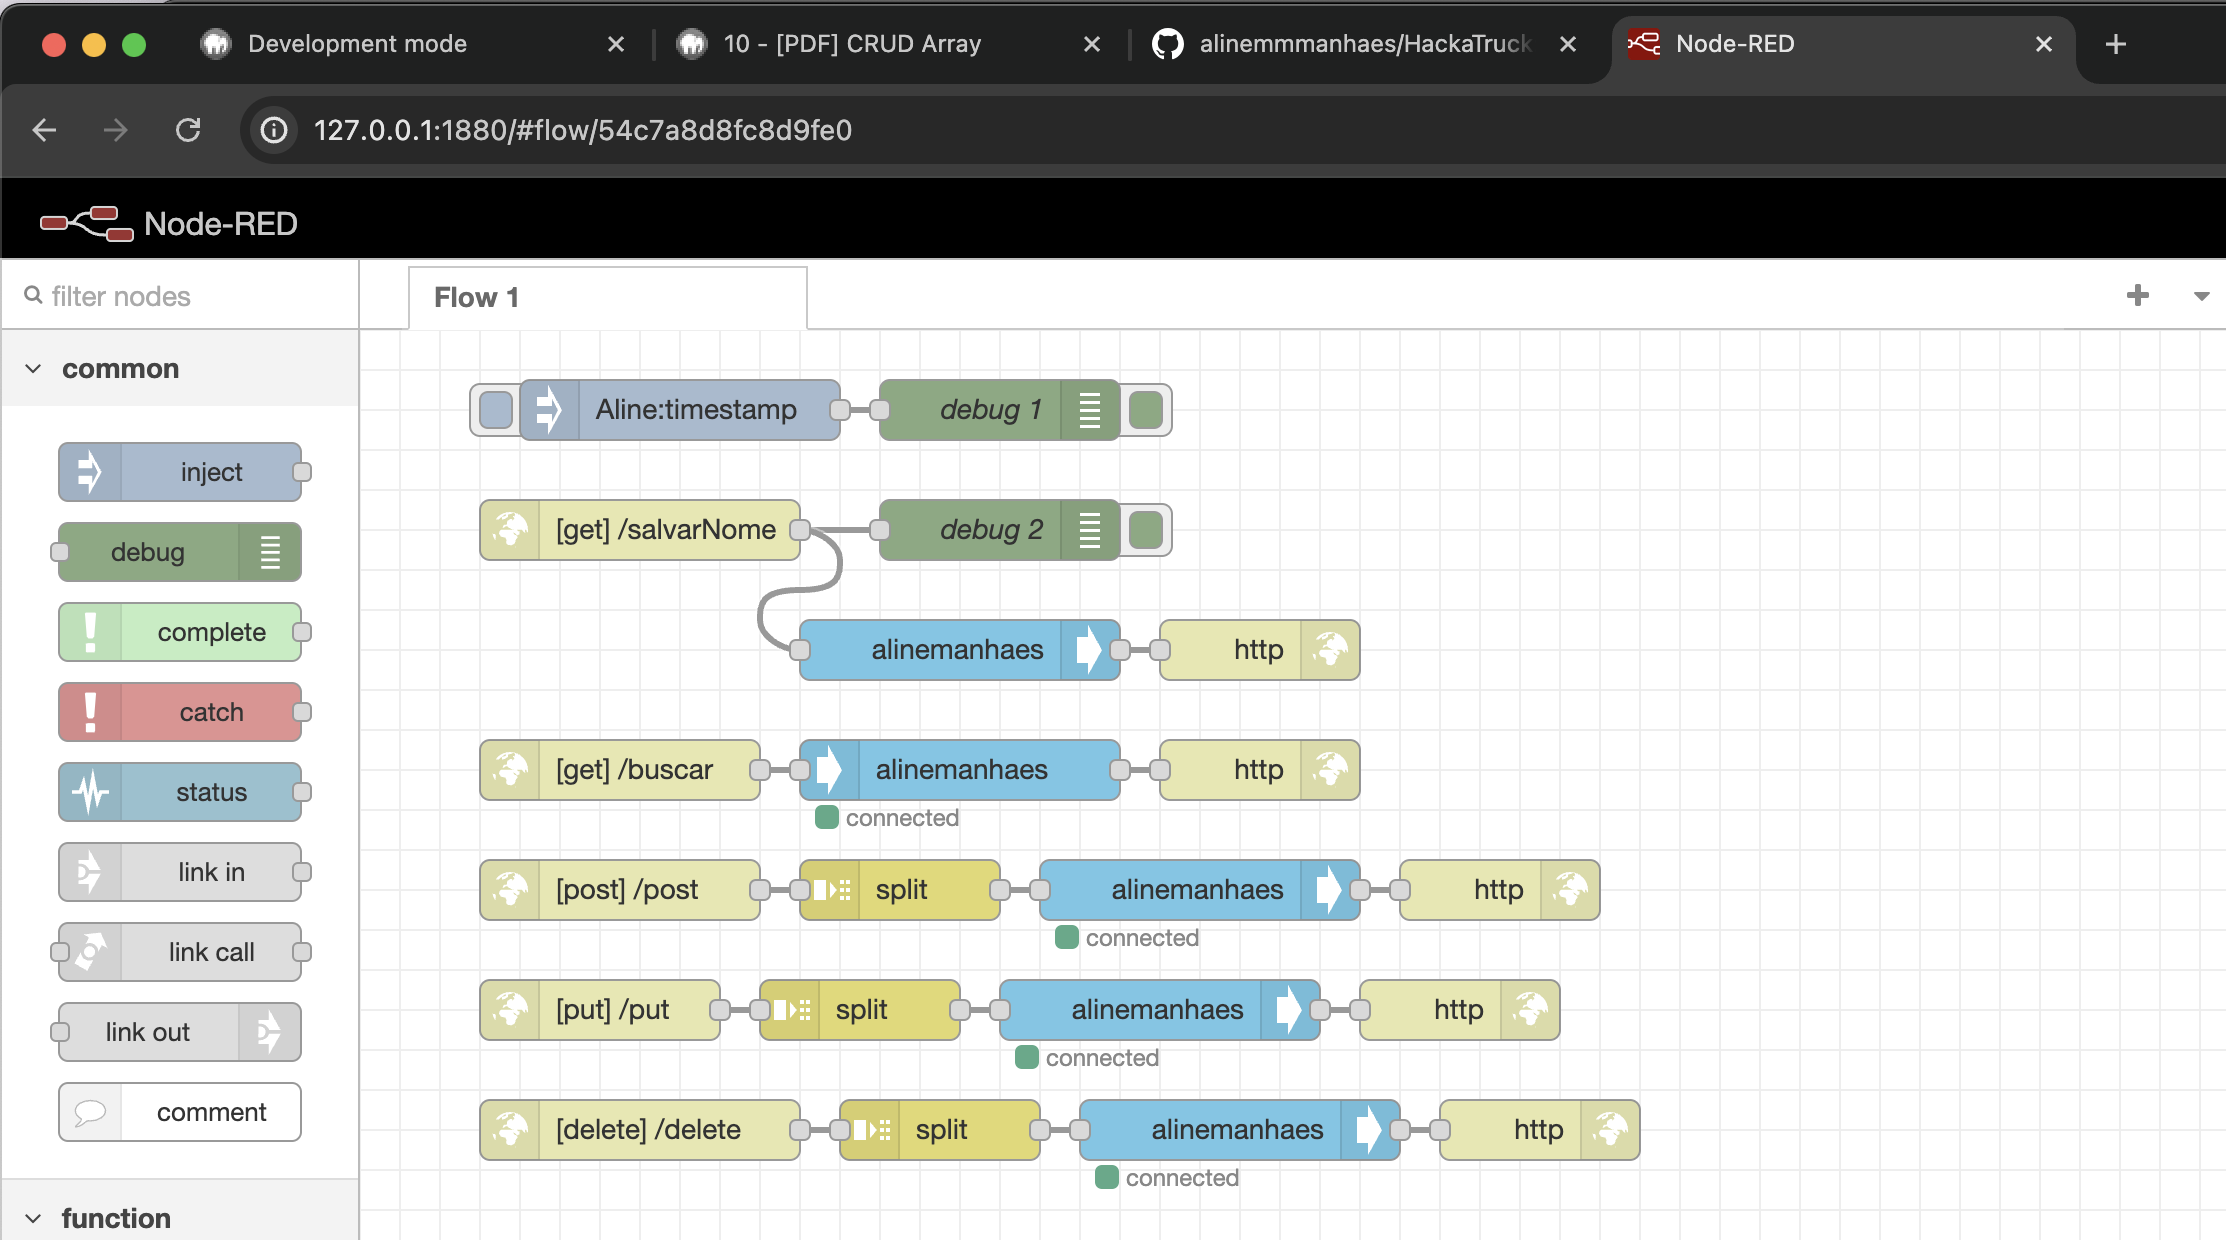 Development mode
10 - [PDF] CRUD Array
alinemmmanhaes/HackaTruck
Node-RED
127.0.0.1:1880/#flow/54c7a8d8fc8d9fe0
Node-RED
filter nodes
Flow 1
common
inject
debug
complete
catch
status
link in
link call
link out
comment
function
Aline:timestamp
debug 1
[get] /salvarNome
debug 2
alinemanhaes
http
[get] /buscar
alinemanhaes
http
connected
[post] /post
split
alinemanhaes
http
connected
[put] /put
split
alinemanhaes
http
connected
[delete] /delete
split
alinemanhaes
http
connected